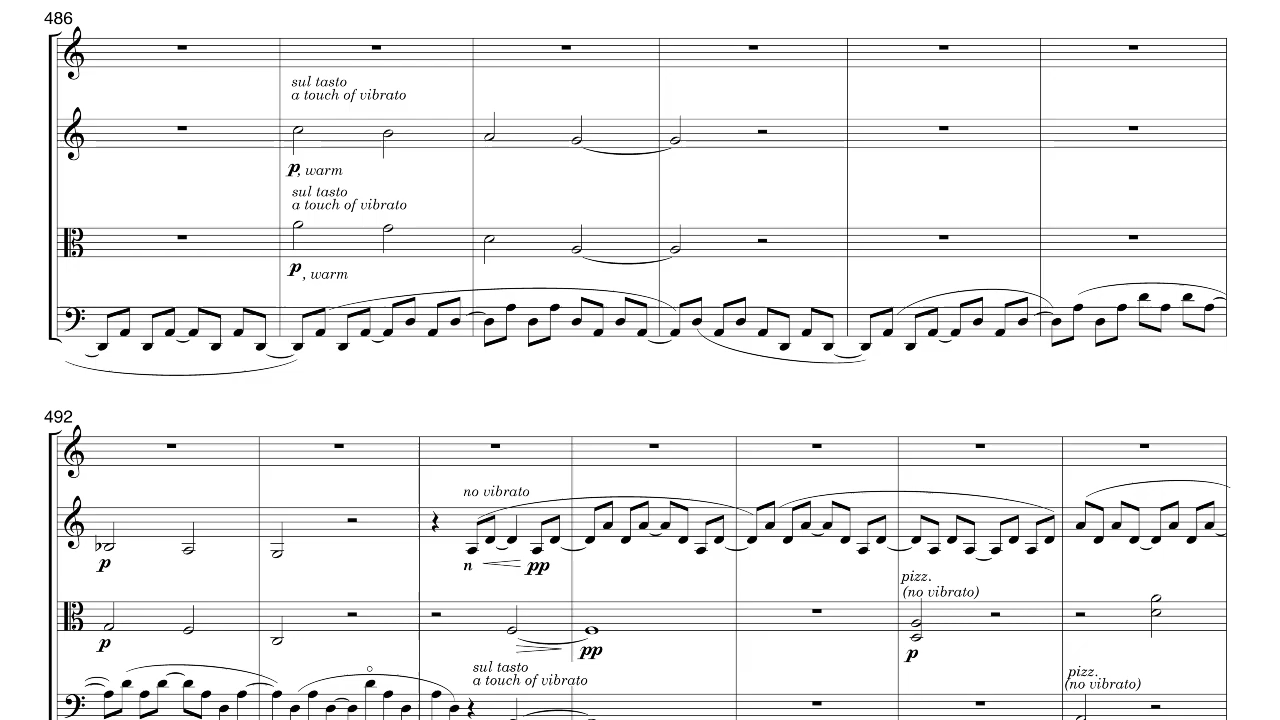 486
sul tasto
a touch of vibrato
p, warm
sul tasto
a touch of vibrato
p, warm
492
no vibrato
p
n
pp
pizz.
(no vibrato)
p
pp
p
sul tasto
a touch of vibrato
pizz.
(no vibrato)